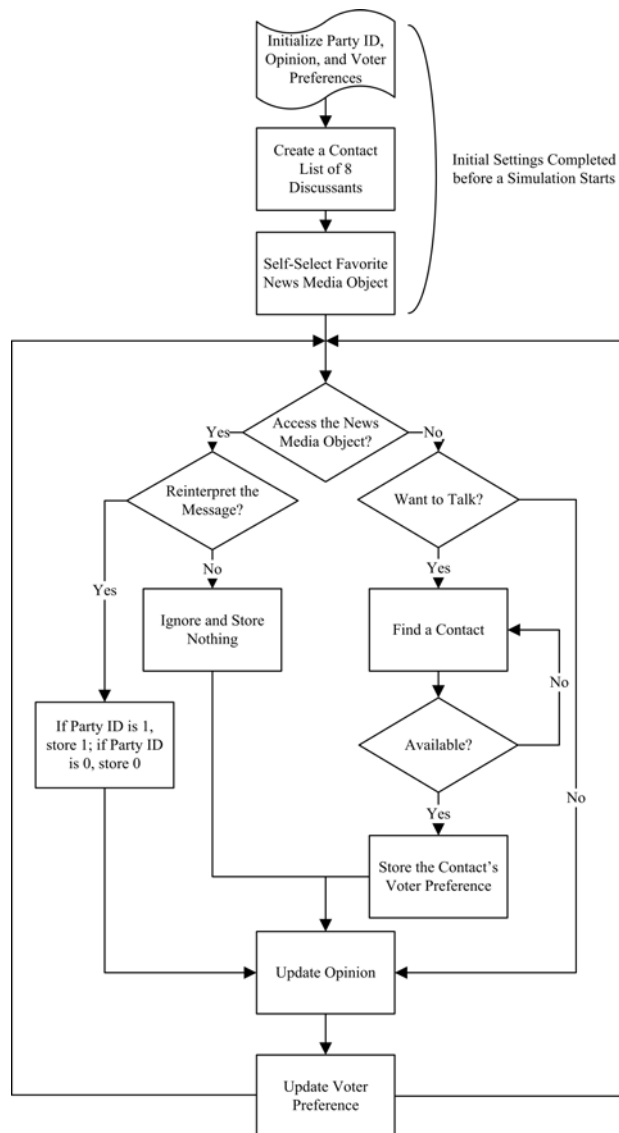 Initialize Party ID,
Opinion, and Voter
Preferences
Create a Contact
List of 8
Discussants
Initial Settings Completed
before a Simulation Starts
Self-Select Favorite
News Media Object
Access the News
Media Object?
Yes
No
Reinterpret the
Message?
Want to Talk?
Yes
No
Yes
Ignore and Store
Nothing
Find a Contact
No
If Party ID is 1,
store 1; if Party ID
is 0, store 0
Available?
No
Yes
Store the Contact's
Voter Preference
Update Opinion
Update Voter
Preference